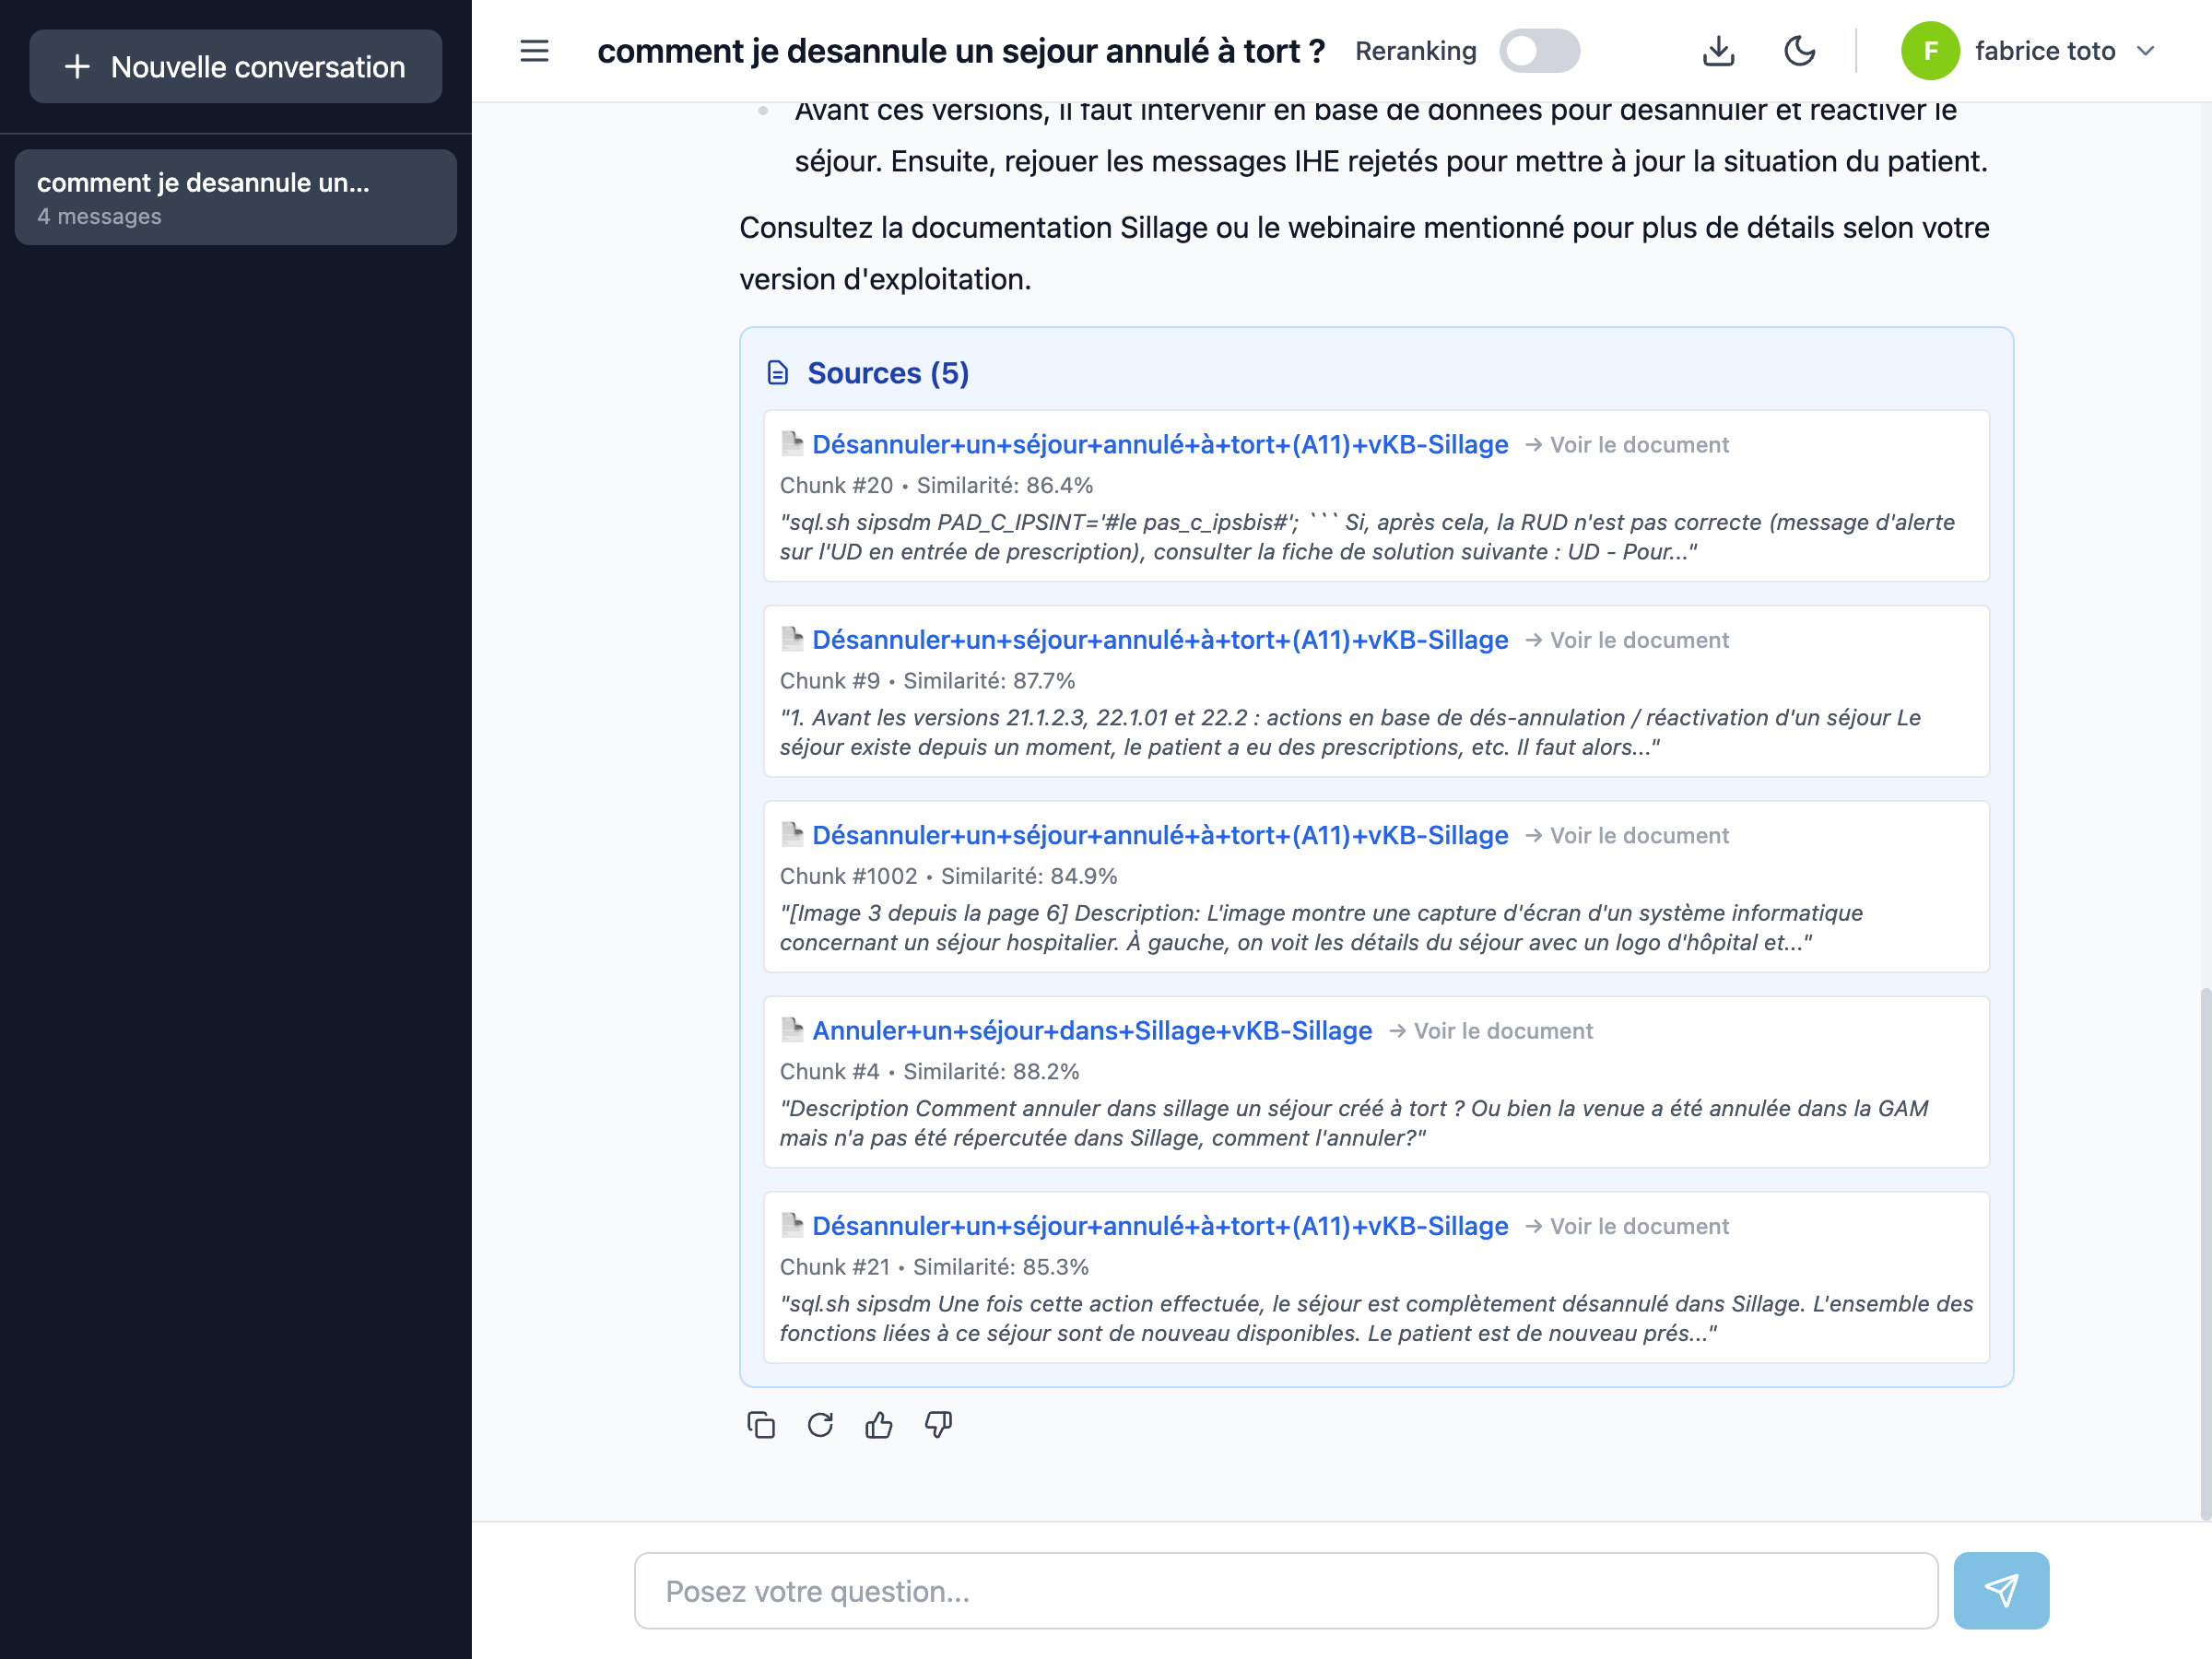 Nouvelle conversation
comment je desannule un...
4 messages
comment je desannule un sejour annulé à tort ?
Reranking
F
fabrice toto
Avant ces versions, il faut intervenir en base de données pour désannuler et réactiver le
séjour. Ensuite, rejouer les messages IHE rejetés pour mettre à jour la situation du patient.
Consultez la documentation Sillage ou le webinaire mentionné pour plus de détails selon votre
version d'exploitation.
Sources (5)
Désannuler+un+séjour+annulé+à+tort+(A11)+vKB-Sillage → Voir le document
Chunk #20 • Similarité: 86.4%
"sql.sh sipsdm PAD_C_IPSINT='#le pas_c_ipsbis#'; ``` Si, après cela, la RUD n'est pas correcte (message d'alerte
sur l'UD en entrée de prescription), consulter la fiche de solution suivante : UD - Pour..."
Désannuler+un+séjour+annulé+à+tort+(A11)+vKB-Sillage → Voir le document
Chunk #9 • Similarité: 87.7%
"1. Avant les versions 21.1.2.3, 22.1.01 et 22.2 : actions en base de dés-annulation / réactivation d'un séjour Le
séjour existe depuis un moment, le patient a eu des prescriptions, etc. Il faut alors..."
Désannuler+un+séjour+annulé+à+tort+(A11)+vKB-Sillage → Voir le document
Chunk #1002 • Similarité: 84.9%
"[Image 3 depuis la page 6] Description: L'image montre une capture d'écran d'un système informatique
concernant un séjour hospitalier. À gauche, on voit les détails du séjour avec un logo d'hôpital et..."
Annuler+un+séjour+dans+Sillage+vKB-Sillage → Voir le document
Chunk #4 • Similarité: 88.2%
"Description Comment annuler dans sillage un séjour créé à tort ? Ou bien la venue a été annulée dans la GAM
mais n'a pas été répercutée dans Sillage, comment l'annuler?"
Désannuler+un+séjour+annulé+à+tort+(A11)+vKB-Sillage → Voir le document
Chunk #21 • Similarité: 85.3%
"sql.sh sipsdm Une fois cette action effectuée, le séjour est complètement désannulé dans Sillage. L'ensemble des
fonctions liées à ce séjour sont de nouveau disponibles. Le patient est de nouveau prés..."
Posez votre question...